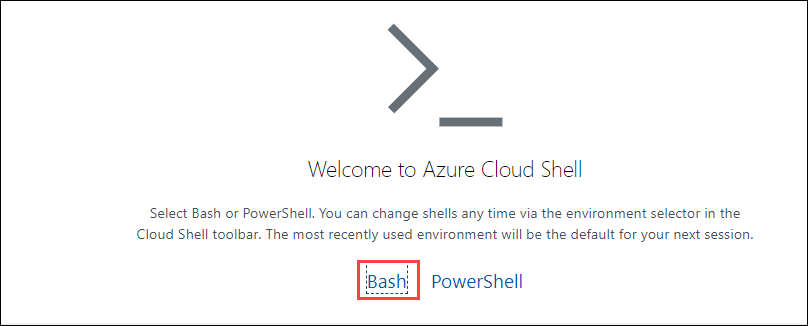 Welcome to Azure Cloud Shell
Select Bash or PowerShell. You can change shells any time via the environment selector in the
Cloud Shell toolbar. The most recently used environment will be the default for your next session.
Bash PowerShell